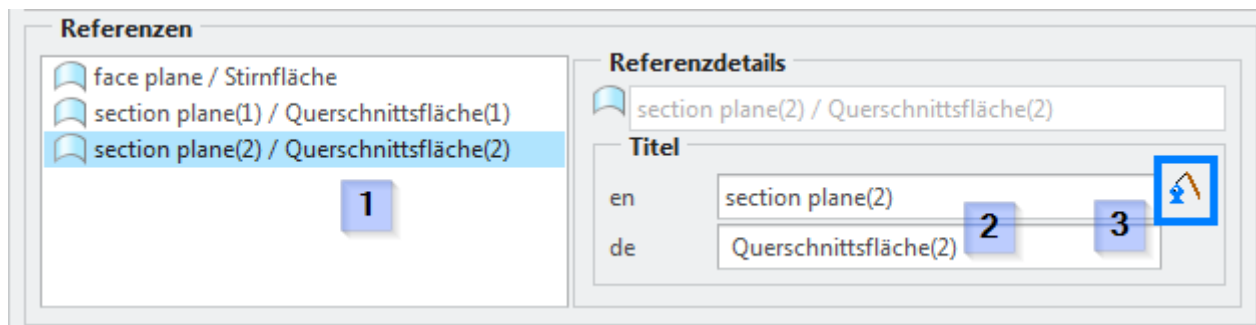 Referenzen
face plane / Stirnfläche
section plane(1) / Querschnittsfläche(1)
section plane(2) / Querschnittsfläche(2)
1
Referenzdetails
section plane(2) / Querschnittsfläche(2)
Titel
en section plane(2)
2
3
de Querschnittsfläche(2)